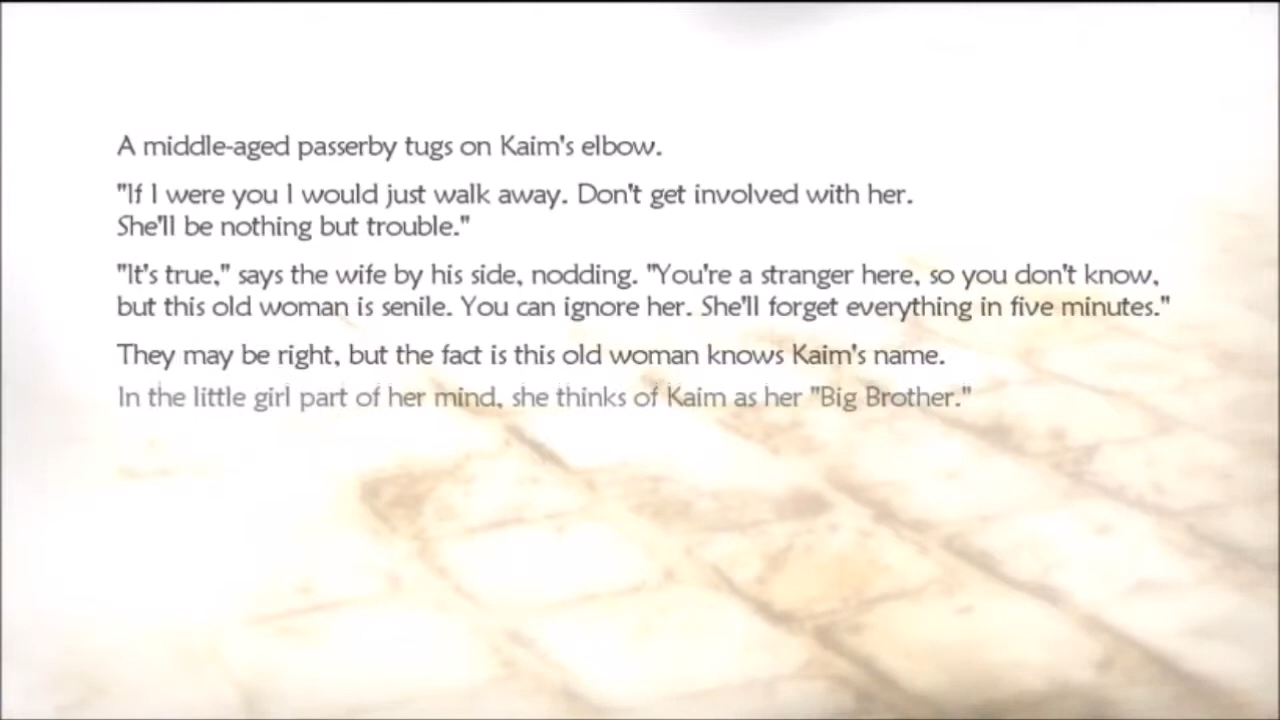 A middle-aged passerby tugs on Kaim's elbow.
"If I were you I would just walk away. Don't get involved with her.
She'll be nothing but trouble."
"It's true," says the wife by his side, nodding. "You're a stranger here, so you don't know,
but this old woman is senile. You can ignore her. She'll forget everything in five minutes."
They may be right, but the fact is this old woman knows Kaim's name.
In the little girl part of her mind, she thinks of Kaim as her "Big Brother."